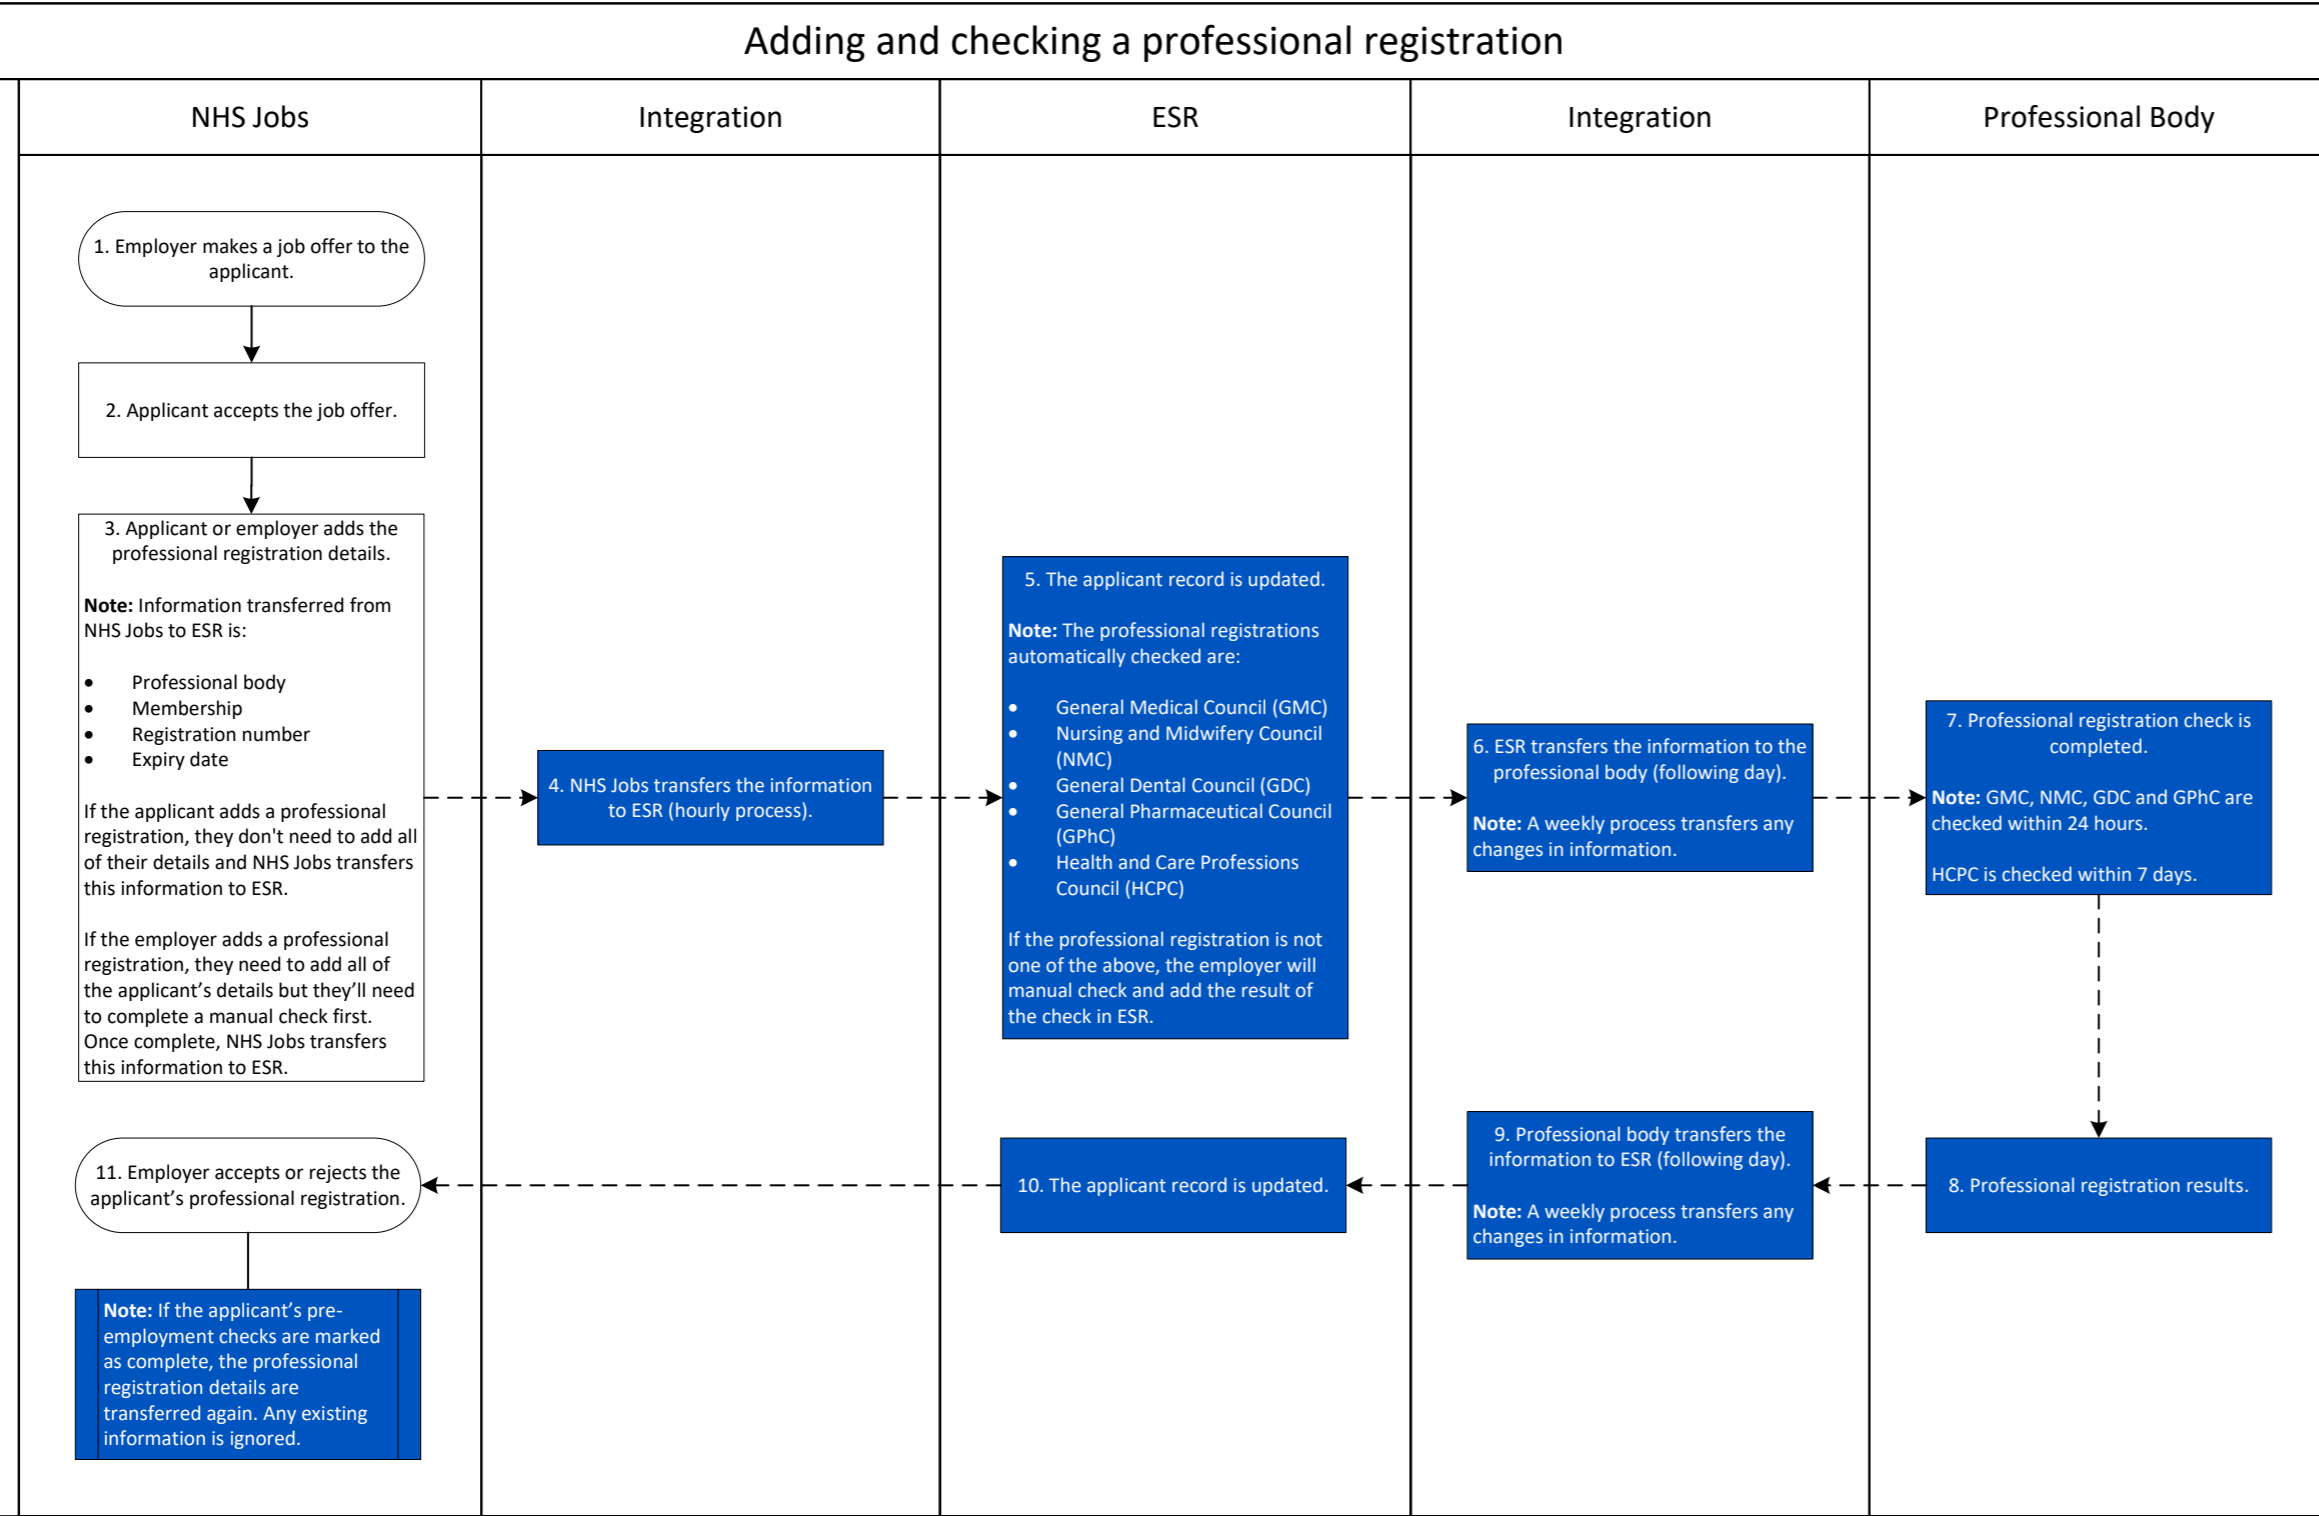 Adding and checking a professional registration
NHS Jobs
Integration
ESR
Integration
Professional Body
1. Employer makes a job offer to the
applicant.
2. Applicant accepts the job offer.
3. Applicant or employer adds the
professional registration details.
Note: Information transferred from
NHS Jobs to ESR is:
• Professional body
• Membership
• Registration number
• Expiry date
If the applicant adds a professional
registration, they don't need to add all
of their details and NHS Jobs transfers
this information to ESR.
If the employer adds a professional
registration, they need to add all of
the applicant’s details but they’ll need
to complete a manual check first.
Once complete, NHS Jobs transfers
this information to ESR.
4. NHS Jobs transfers the information
to ESR (hourly process).
5. The applicant record is updated.
Note: The professional registrations
automatically checked are:
• General Medical Council (GMC)
• Nursing and Midwifery Council
(NMC)
• General Dental Council (GDC)
• General Pharmaceutical Council
(GPhC)
• Health and Care Professions
Council (HCPC)
If the professional registration is not
one of the above, the employer will
manual check and add the result of
the check in ESR.
6. ESR transfers the information to the
professional body (following day).
Note: A weekly process transfers any
changes in information.
7. Professional registration check is
completed.
Note: GMC, NMC, GDC and GPhC are
checked within 24 hours.
HCPC is checked within 7 days.
8. Professional registration results.
9. Professional body transfers the
information to ESR (following day).
Note: A weekly process transfers any
changes in information.
10. The applicant record is updated.
11. Employer accepts or rejects the
applicant’s professional registration.
Note: If the applicant’s pre-
employment checks are marked
as complete, the professional
registration details are
transferred again. Any existing
information is ignored.